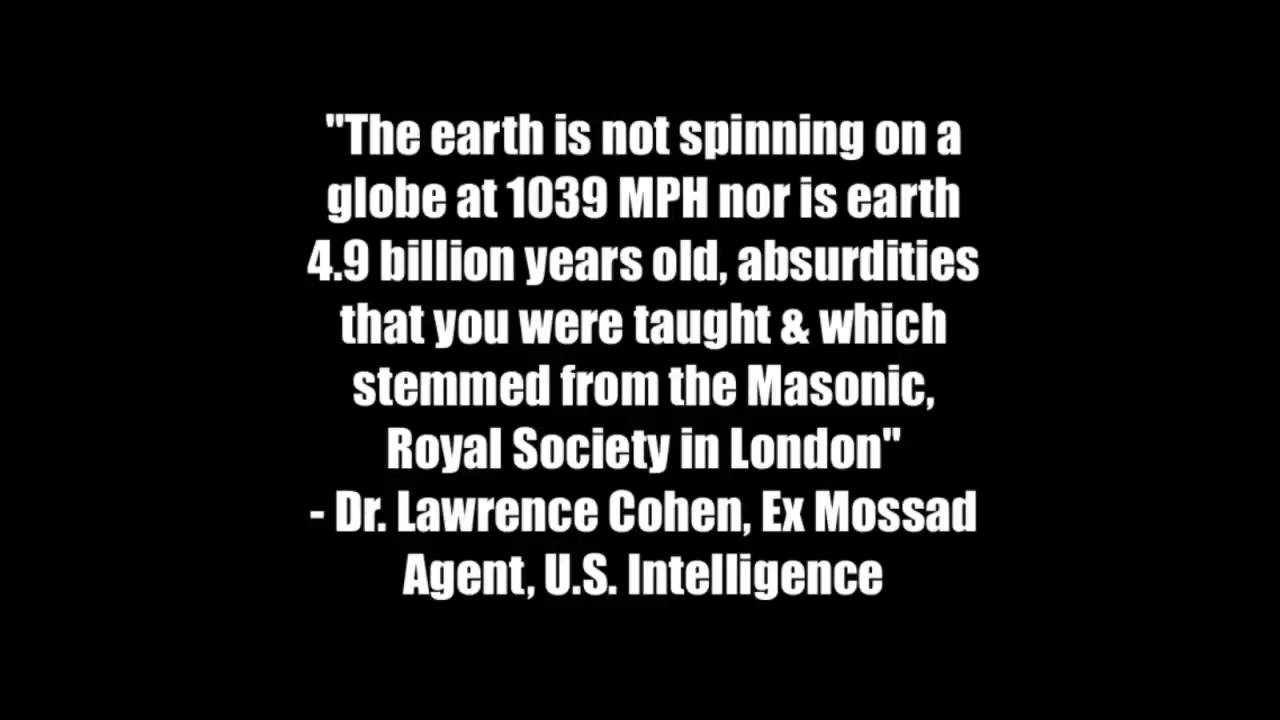 "The earth is not spinning on a
globe at 1039 MPH nor is earth
4.9 billion years old, absurdities
that you were taught & which
stemmed from the Masonic,
Royal Society in London"
- Dr. Lawrence Cohen, Ex Mossad
Agent, U.S. Intelligence